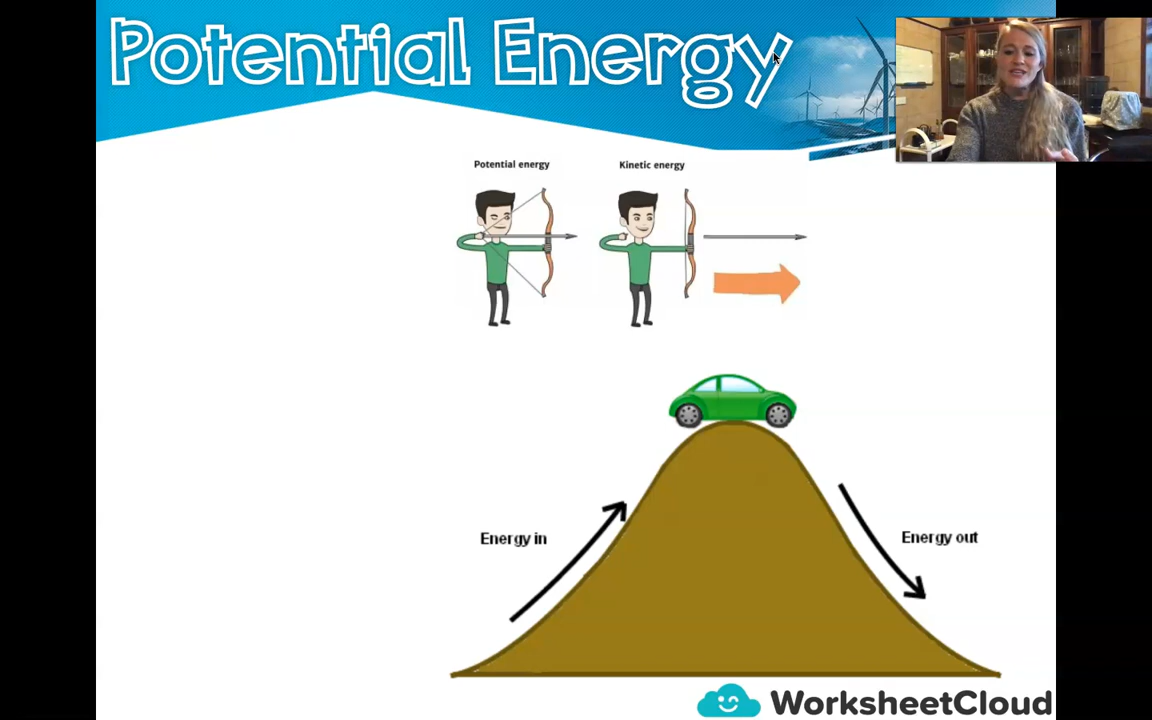 Potential Energy
Potential energy
Kinetic energy
Energy in
Energy out
WorksheetCloud